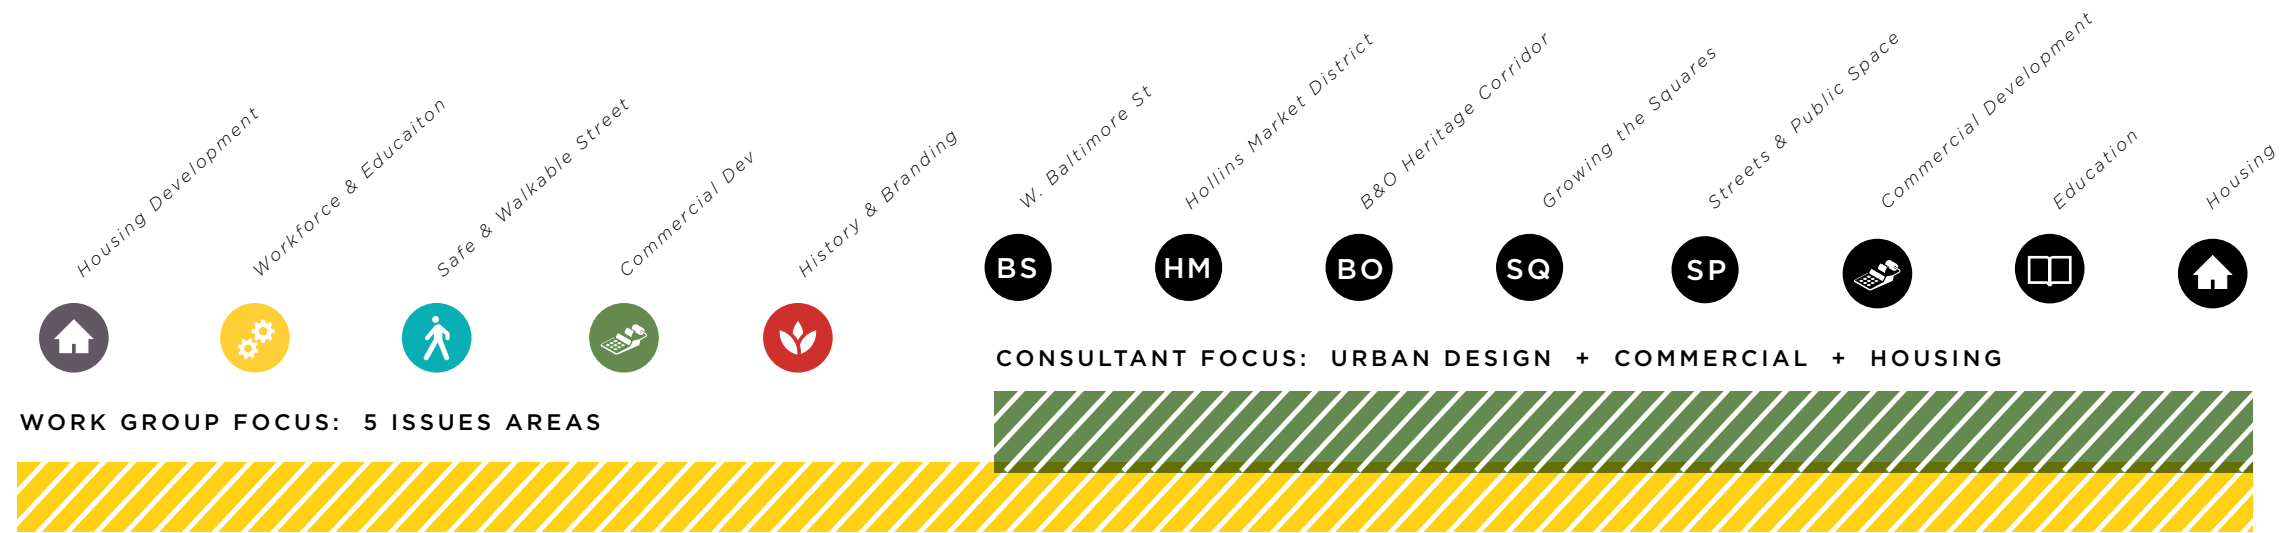 Housing Development
Workforce & Educaiton
Safe & Walkable Street
Commercial Dev
History & Branding
W. Baltimore St
Hollins Market District
B&O Heritage Corridor
Growing the Squares
Streets & Public Space
Commercial Development
Education
Housing
BS
HM
BO
SQ
SP
CONSULTANT FOCUS: URBAN DESIGN + COMMERCIAL + HOUSING
WORK GROUP FOCUS: 5 ISSUES AREAS